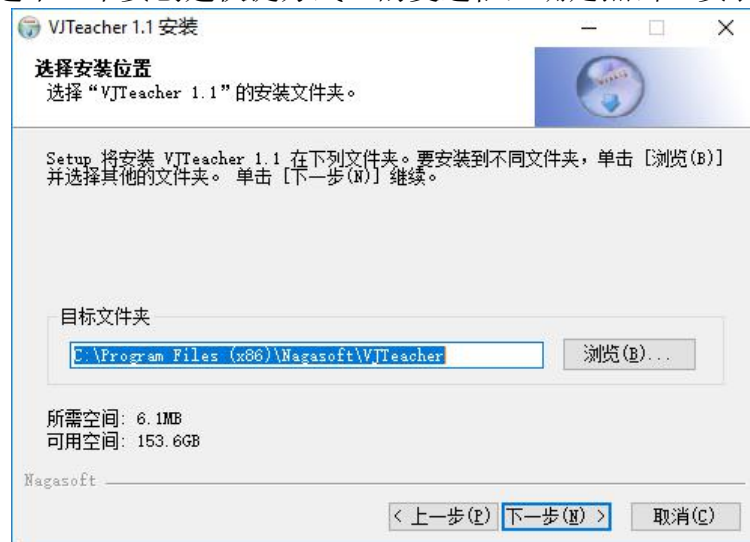 VJTeacher 1.1 安装
选择安装位置
选择“VJTeacher 1.1”的安装文件夹。
Setup 将安装 VJTeacher 1.1 在下列文件夹。要安装到不同文件夹，单击 [浏览(B)]
并选择其他的文件夹。 单击 [下一步(N)] 继续。
目标文件夹
C:\Program Files (x86)\Nagasoft\VJTeacher
浏览(B)...
所需空间: 6.1MB
可用空间: 153.6GB
Nagasoft
< 上一步(P)
下一步(N) >
取消(C)